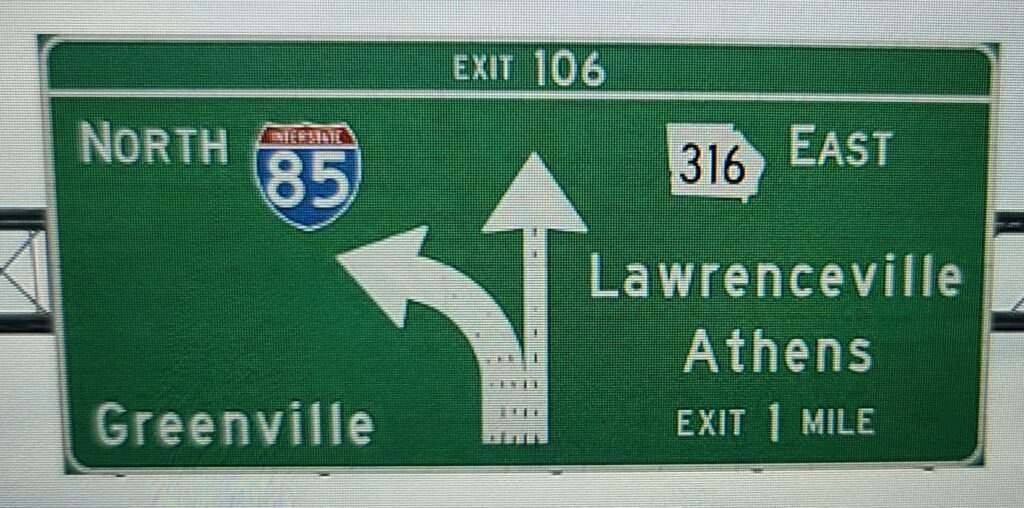 EXIT 106
NORTH INTERSTATE 85
316 EAST
Lawrenceville
Athens
Greenville
EXIT 1 MILE